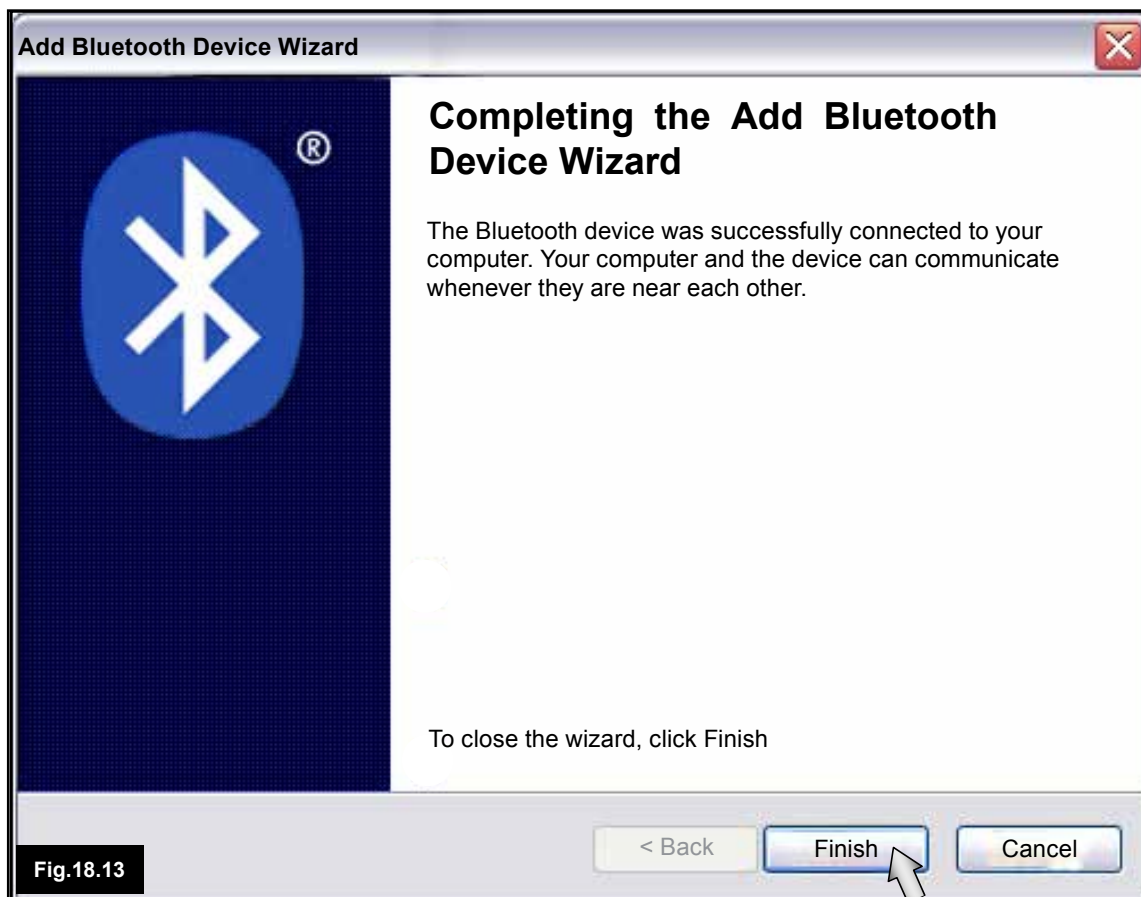 Add Bluetooth Device Wizard
®
Completing the Add Bluetooth
Device Wizard
The Bluetooth device was successfully connected to your
computer. Your computer and the device can communicate
whenever they are near each other.
To close the wizard, click Finish
< Back
Finish
Cancel
Fig.18.13